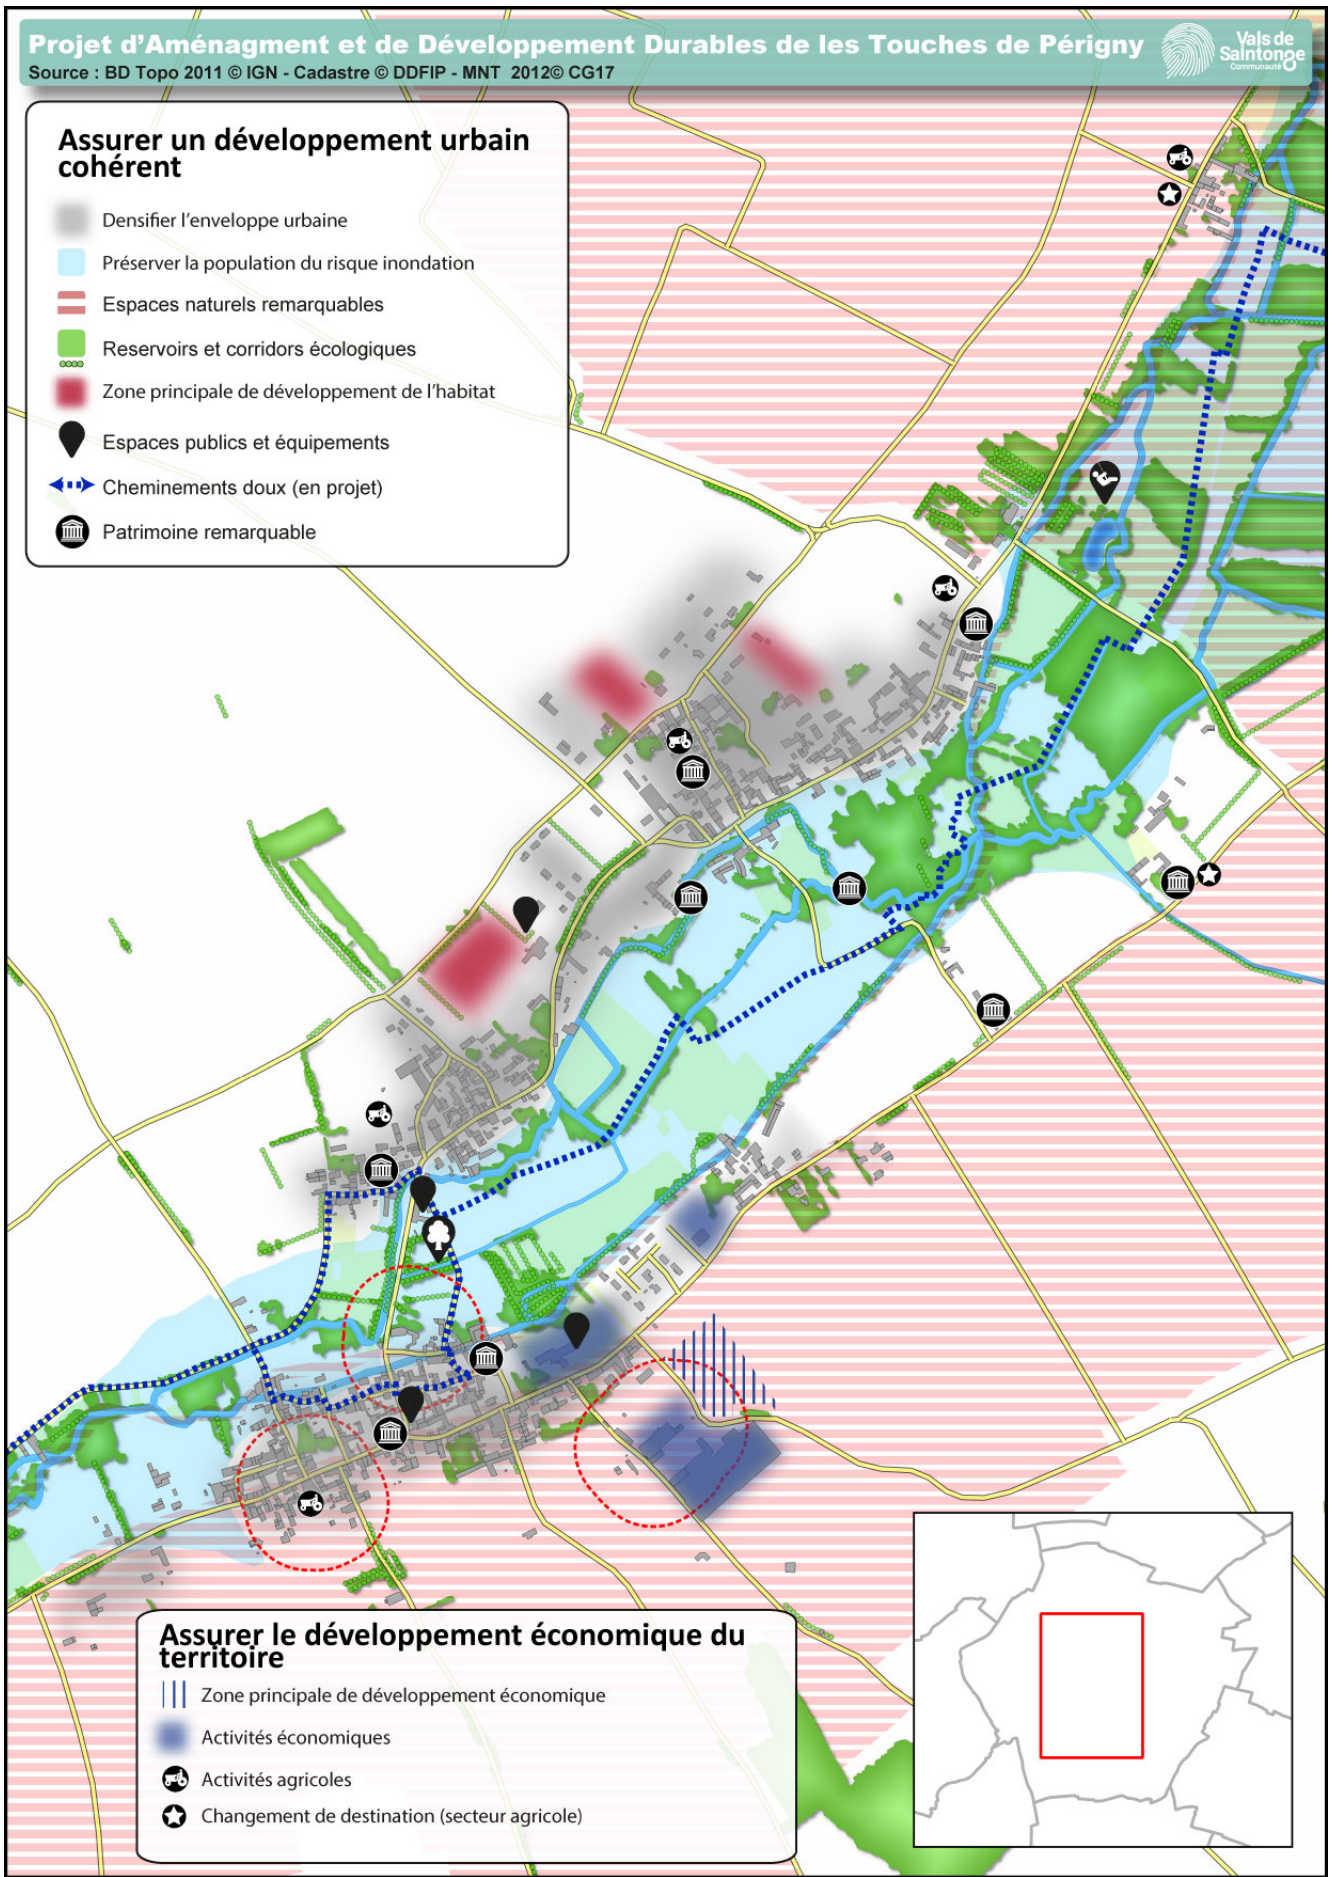 Projet d'Aménagment et de Développement Durables de les Touches de Périgny
Source : BD Topo 2011 © IGN - Cadastre © DDFIP - MNT  2012© CG17
Vals de
Saintonge
Communauté
Assurer un développement urbain
cohérent
Densifier l'enveloppe urbaine
Préserver la population du risque inondation
Espaces naturels remarquables
Reservoirs et corridors écologiques
Zone principale de développement de l'habitat
Espaces publics et équipements
Cheminements doux (en projet)
Patrimoine remarquable
Assurer le développement économique du
territoire
Zone principale de développement économique
Activités économiques
Activités agricoles
Changement de destination (secteur agricole)